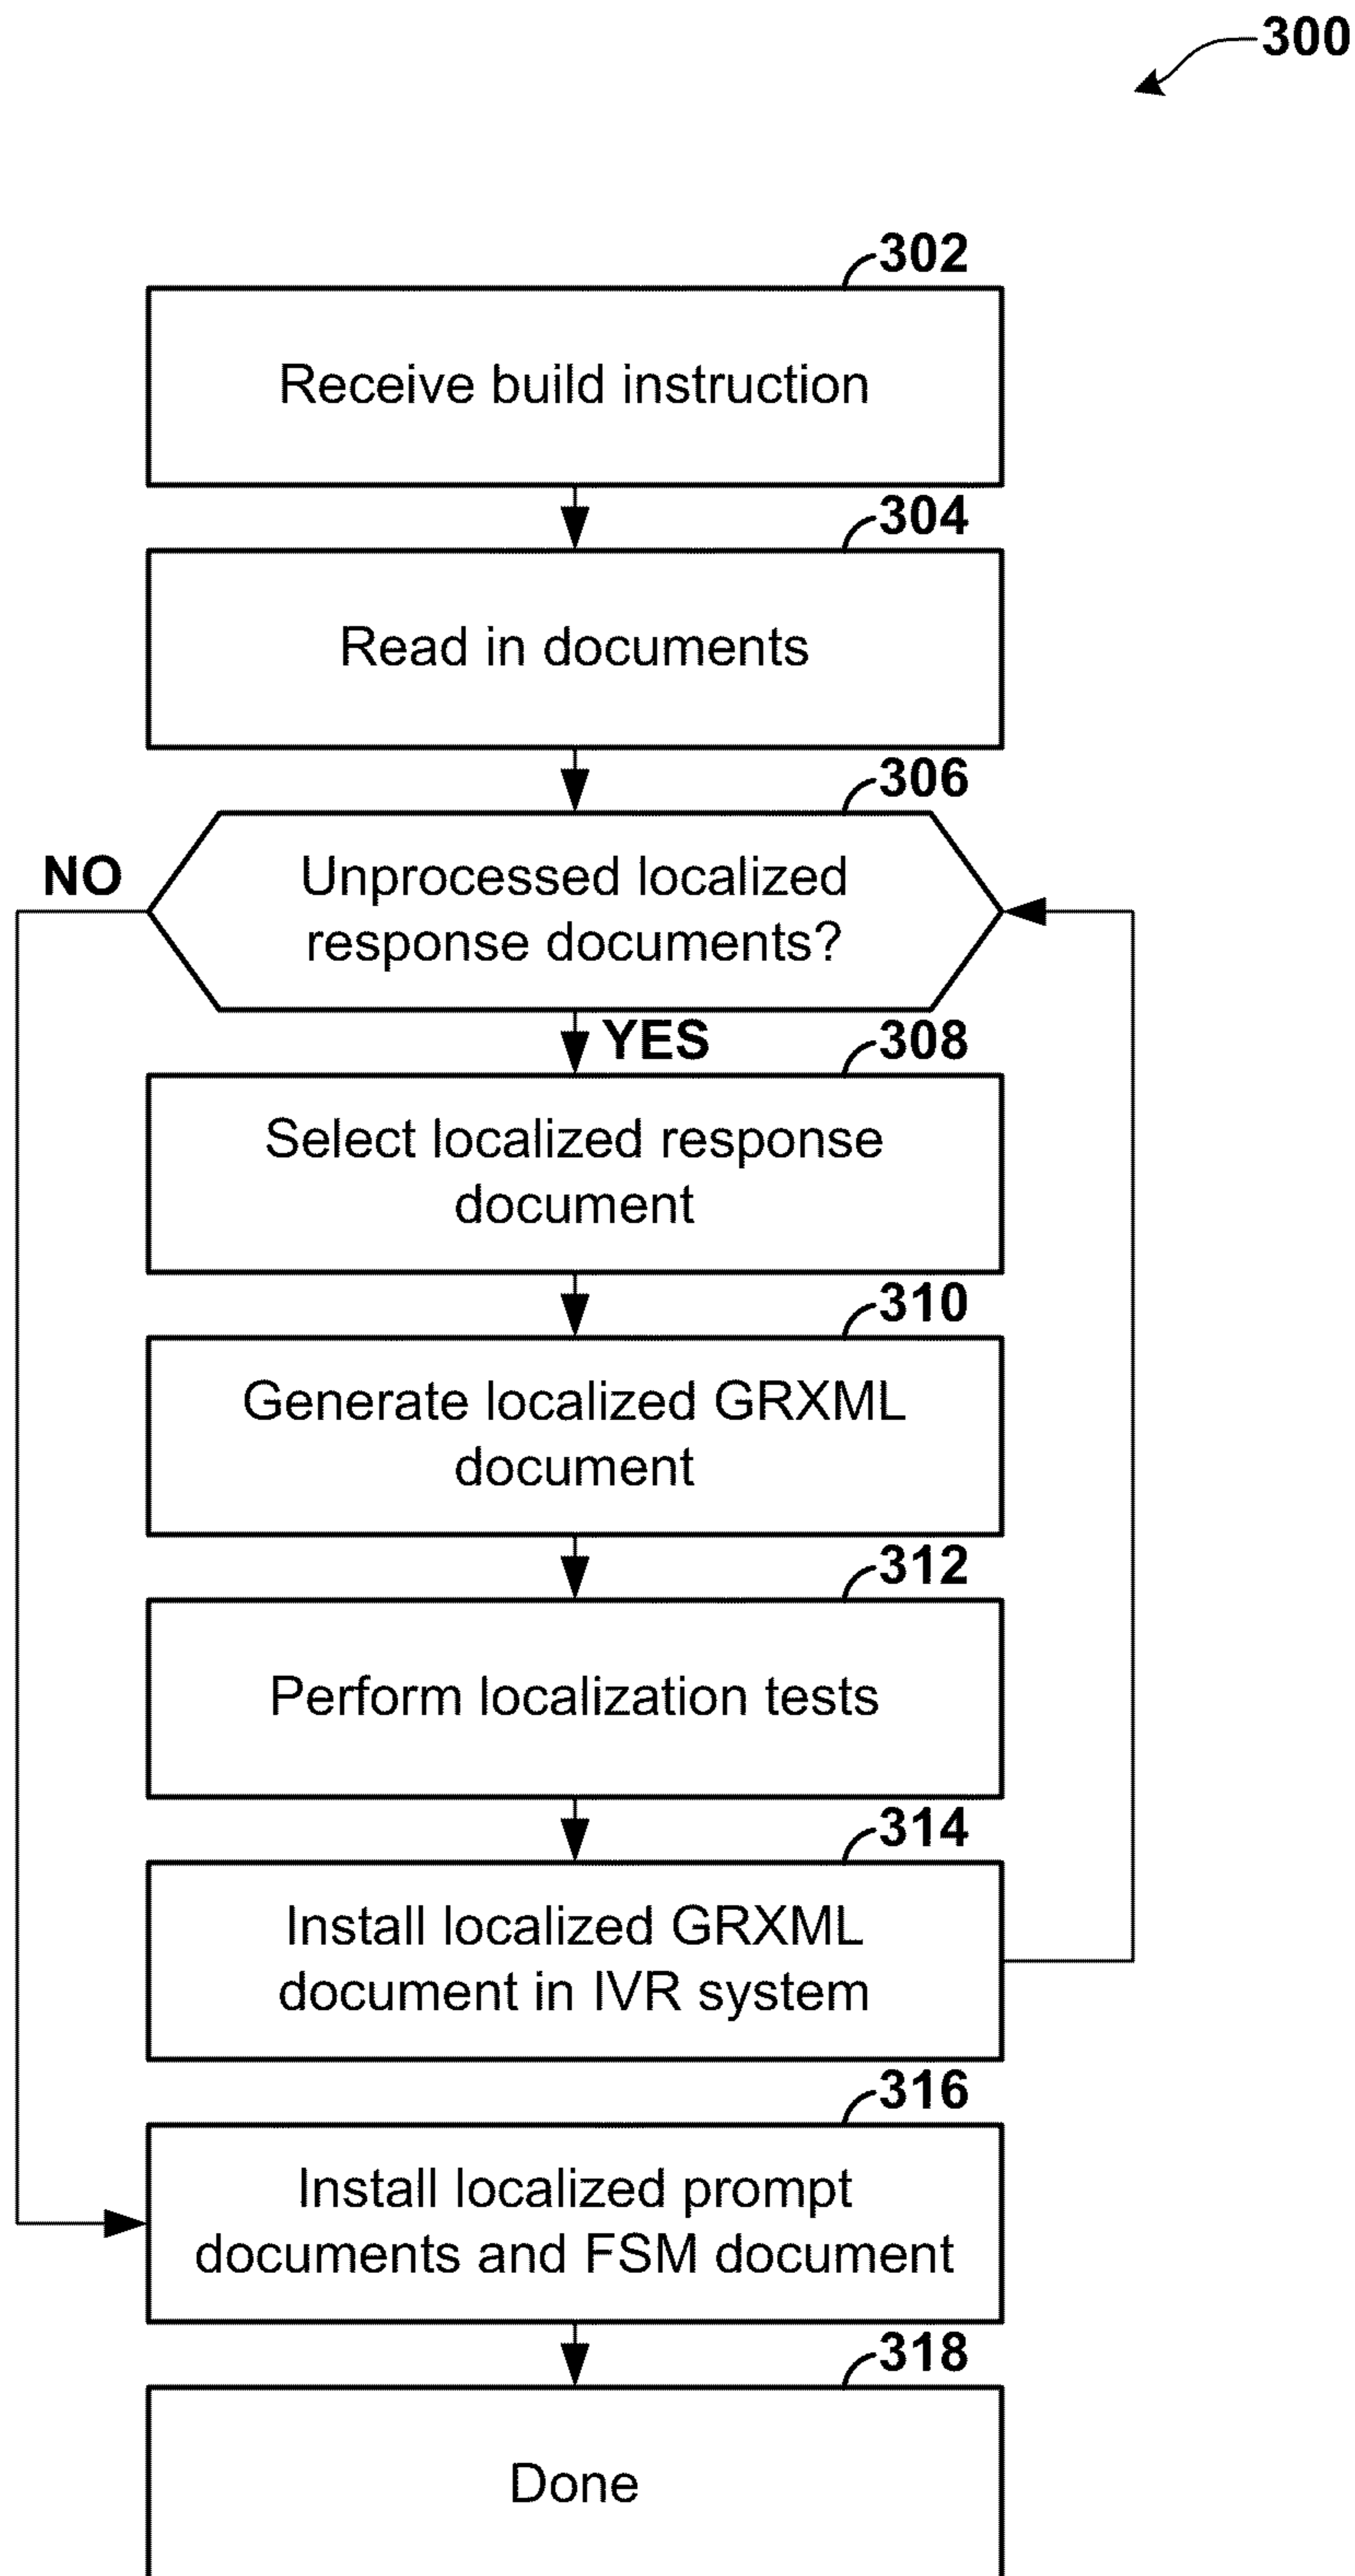 300
302
Receive build instruction
304
Read in documents
306
NO
Unprocessed localized
response documents?
YES
308
Select localized response
document
310
Generate localized GRXML
document
312
Perform localization tests
314
Install localized GRXML
document in IVR system
316
Install localized prompt
documents and FSM document
318
Done